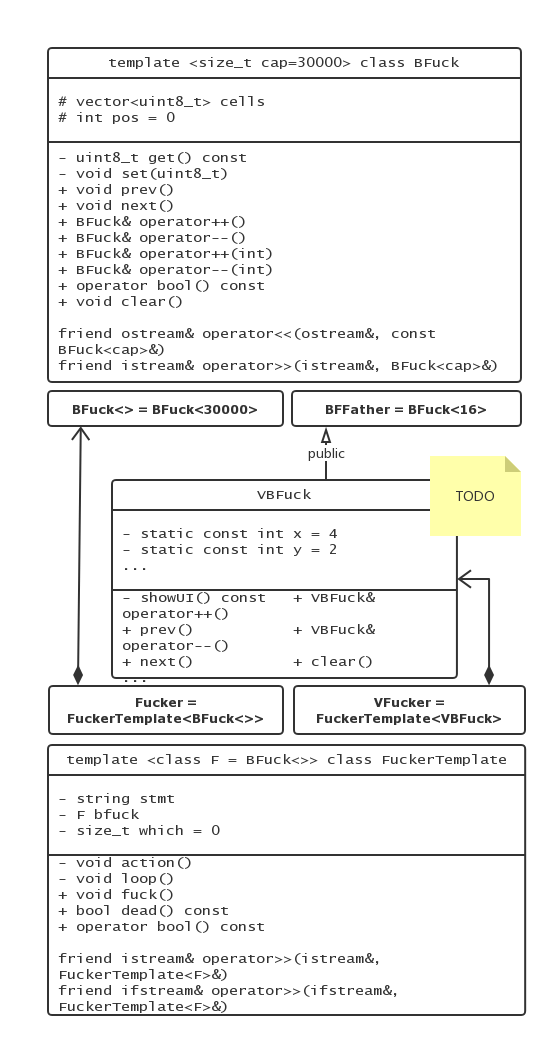 template <size_t cap=30000> class BFuck
# vector<uint8_t> cells
# int pos = 0
- uint8_t get() const
- void set(uint8_t)
+ void prev()
+ void next()
+ BFuck& operator++()
+ BFuck& operator--()
+ BFuck& operator++(int)
+ BFuck& operator--(int)
+ operator bool() const
+ void clear()
friend ostream& operator<<(ostream&, const
BFuck<cap>&)
friend istream& operator>>(istream&, BFuck<cap>&)
BFuck<> = BFuck<30000>
BFFather = BFuck<16>
public
VBFuck
TODO
- static const int x = 4
- static const int y = 2
...
- showUI() const + VBFuck&
operator++()
+ prev() + VBFuck&
operator--()
+ next() + clear()
...
Fucker =
FuckerTemplate<BFuck<>>
VFucker =
FuckerTemplate<VBFuck>
template <class F = BFuck<>> class FuckerTemplate
- string stmt
- F bfuck
- size_t which = 0
- void action()
- void loop()
+ void fuck()
+ bool dead() const
+ operator bool() const
friend istream& operator>>(istream&,
FuckerTemplate<F>&)
friend ifstream& operator>>(ifstream&,
FuckerTemplate<F>&)